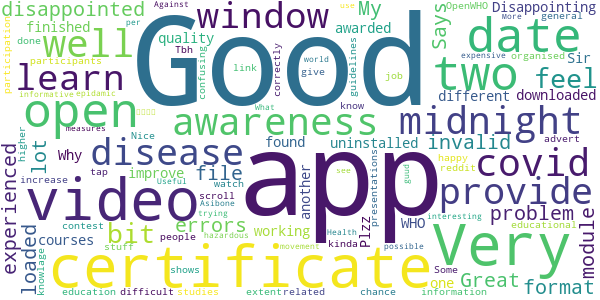 disappointed
finished
participation
well
learn
open
experienced
loaded
higher
knowlage
Why
lot
courses
Against
window
My
awarded
quality
participants
done
epidemic
Tbh
confusing
correctly
Good
per
link
world
give
What
job
guidelines
use
know
OpenWHO
Says
More
Disappointing
Sir
general
expensive
organised
date
two
feel
different
downloaded
awareness
midnight
disease
found
uninstalled
invalid
Nice
measures
improve
tap
file
another
Plzz
presentations
WHO
covid
video
app
provide
informative
increase
contest
stuff
people
bit
errors
Useful
Asibone
trying
scroll
watch
working
see
guud
kinda
problem
module
advert
happy
reddit
educational
interesting
Very
certificate
hazardous
movement
Health
possible
Great
one
Some
format
education
difficult
studies
shows
extent
related
chance
information